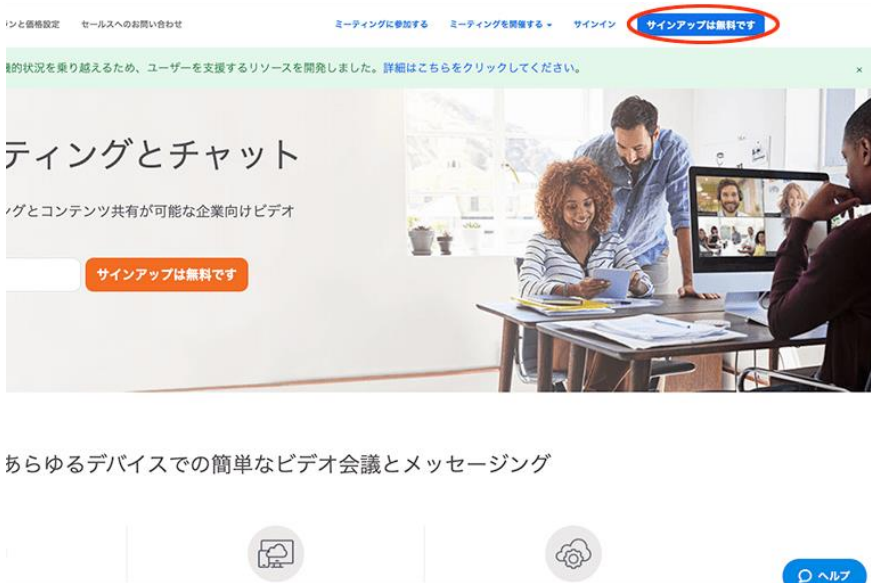 ンと価格設定 セールスへのお問い合わせ ミーティングに参加する ミーティングを開催する サインイン サインアップは無料です
的状況を乗り越えるため、ユーザーを支援するリソースを開発しました。詳細はこちらをクリックしてください。 ×
ティングとチャット
ングとコンテンツ共有が可能な企業向けビデオ
サインアップは無料です
あらゆるデバイスでの簡単なビデオ会議とメッセージング
ヘルプ